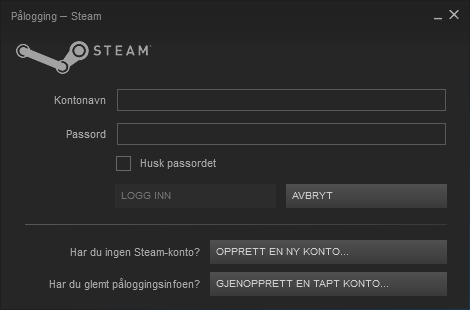 Pålogging — Steam
STEAM™
Kontonavn
Passord
Husk passordet
LOGG INN
AVBRYT
Har du ingen Steam-konto? OPPRETT EN NY KONTO...
Har du glemt påloggingsinfoen? GJENOPPRETT EN TAPT KONTO...